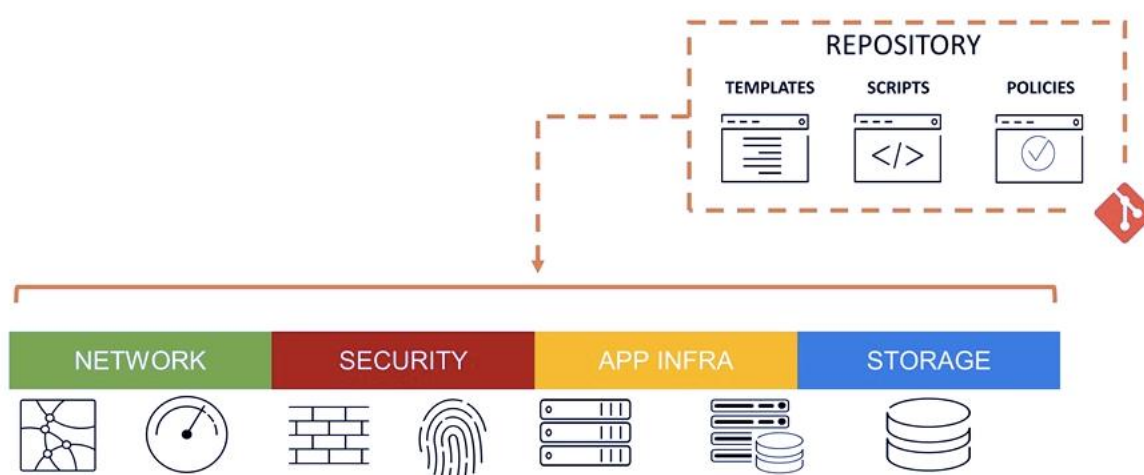 REPOSITORY
TEMPLATES SCRIPTS POLICIES
</>
NETWORK SECURITY APP INFRA STORAGE